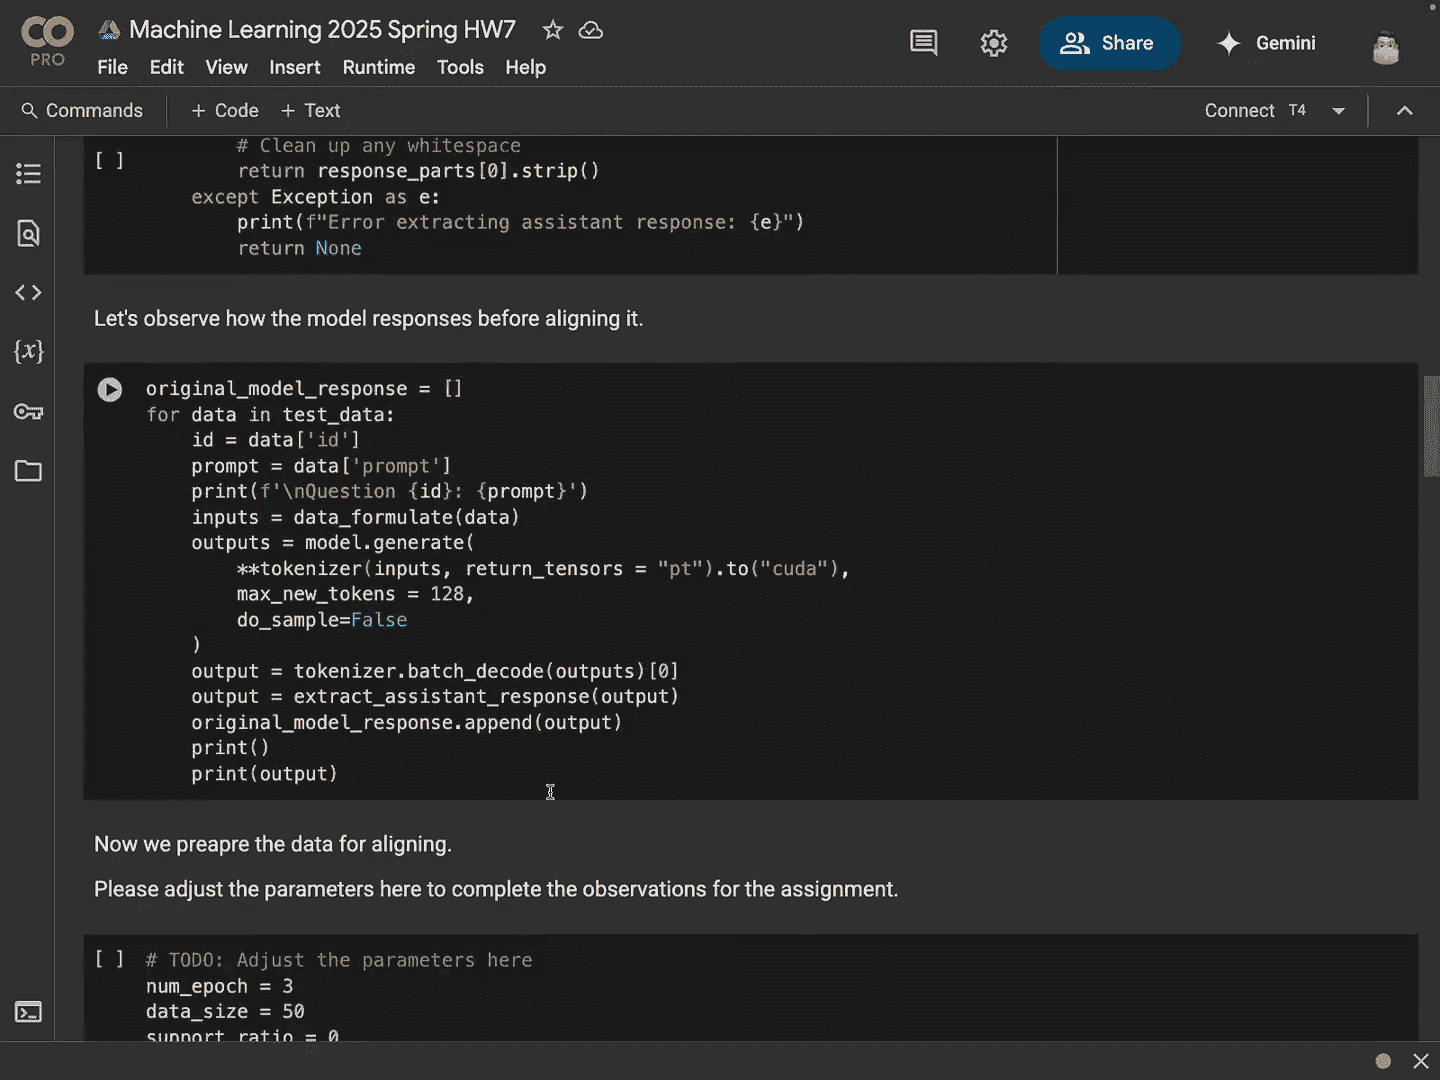 CO
PRO
Machine Learning 2025 Spring HW7
File Edit View Insert Runtime Tools Help
Share
Gemini
Commands
+ Code + Text
Connect T4
[ ]
# Clean up any whitespace
return response_parts[0].strip()
except Exception as e:
print(f"Error extracting assistant response: {e}")
return None
Let's observe how the model responses before aligning it.
original_model_response = []
for data in test_data:
id = data['id']
prompt = data['prompt']
print(f'\nQuestion {id}: {prompt}')
inputs = data_formulate(data)
outputs = model.generate(
**tokenizer(inputs, return_tensors = "pt").to("cuda"),
max_new_tokens = 128,
do_sample=False
)
output = tokenizer.batch_decode(outputs)[0]
output = extract_assistant_response(output)
original_model_response.append(output)
print()
print(output)
Now we preapre the data for aligning.
Please adjust the parameters here to complete the observations for the assignment.
[ ] # TODO: Adjust the parameters here
num_epoch = 3
data_size = 50
support_ratio = 0